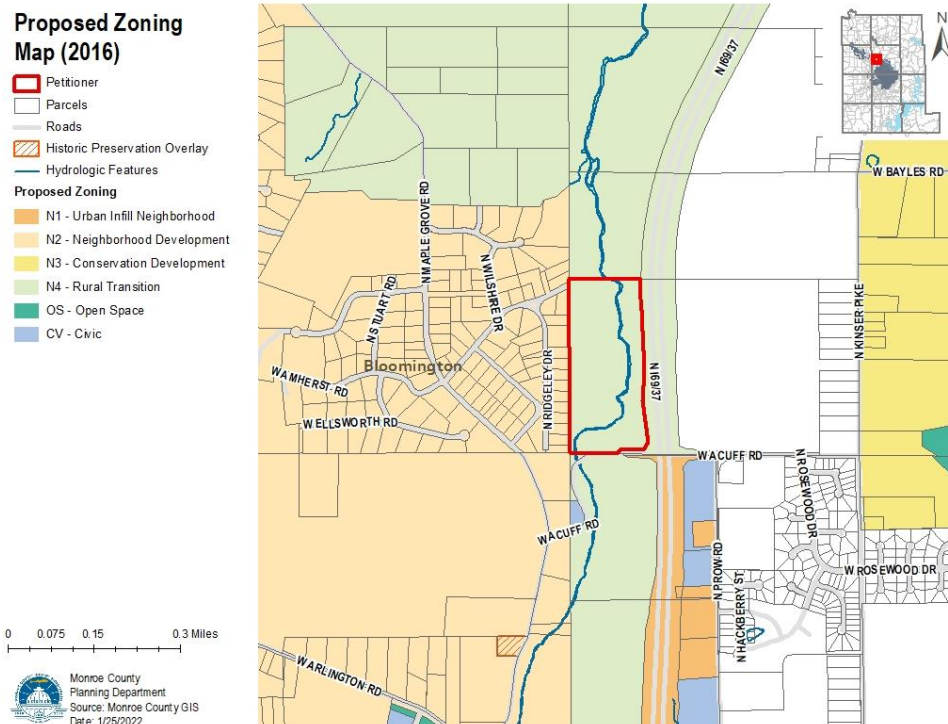 Proposed Zoning
Map (2016)
Petitioner
Parcels
Roads
Historic Preservation Overlay
Hydrologic Features
Proposed Zoning
N1 - Urban Infill Neighborhood
N2 - Neighborhood Development
N3 - Conservation Development
N4 - Rural Transition
OS - Open Space
CV - Civic
0 0.075 0.15 0.3 Miles
Monroe County
Planning Department
Source: Monroe County GIS
Date: 1/25/2022
N
N I69/37
W BAYLES RD
N MAPLE GROVE RD
N WILSHIRE DR
N STUART RD
N KINSER PIKE
Bloomington
N I69/37
W AMHERST RD
N RIDGELEY DR
W ELLSWORTH RD
W ACUFF RD
N ROSEWOOD DR
W ACUFF RD
N PROW RD
W ROSEWOOD DR
N HACKBERRY ST
W ARLINGTON RD